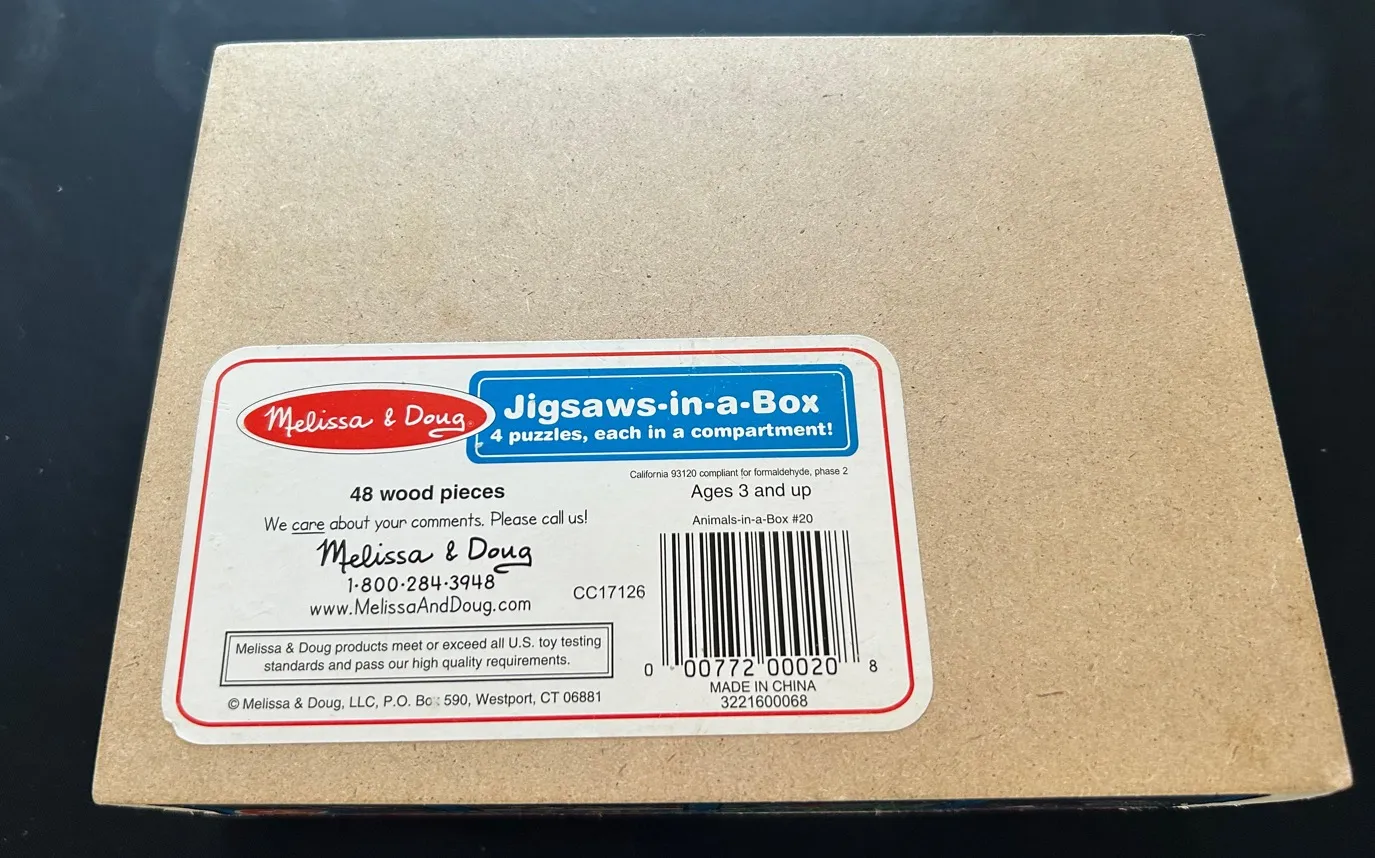 Melissa & Doug®
Jigsaws-in-a-Box
4 puzzles, each in a compartment!
California 93120 compliant for formaldehyde, phase 2
48 wood pieces
Ages 3 and up
We care about your comments. Please call us!
Animals-in-a-Box #20
Melissa & Doug
1·800·284·3948
www.MelissaAndDoug.com
CC17126
Melissa & Doug products meet or exceed all U.S. toy testing
standards and pass our high quality requirements.
© Melissa & Doug, LLC, P.O. Box 590, Westport, CT 06881
0 00772 00020 8
MADE IN CHINA
3221600068